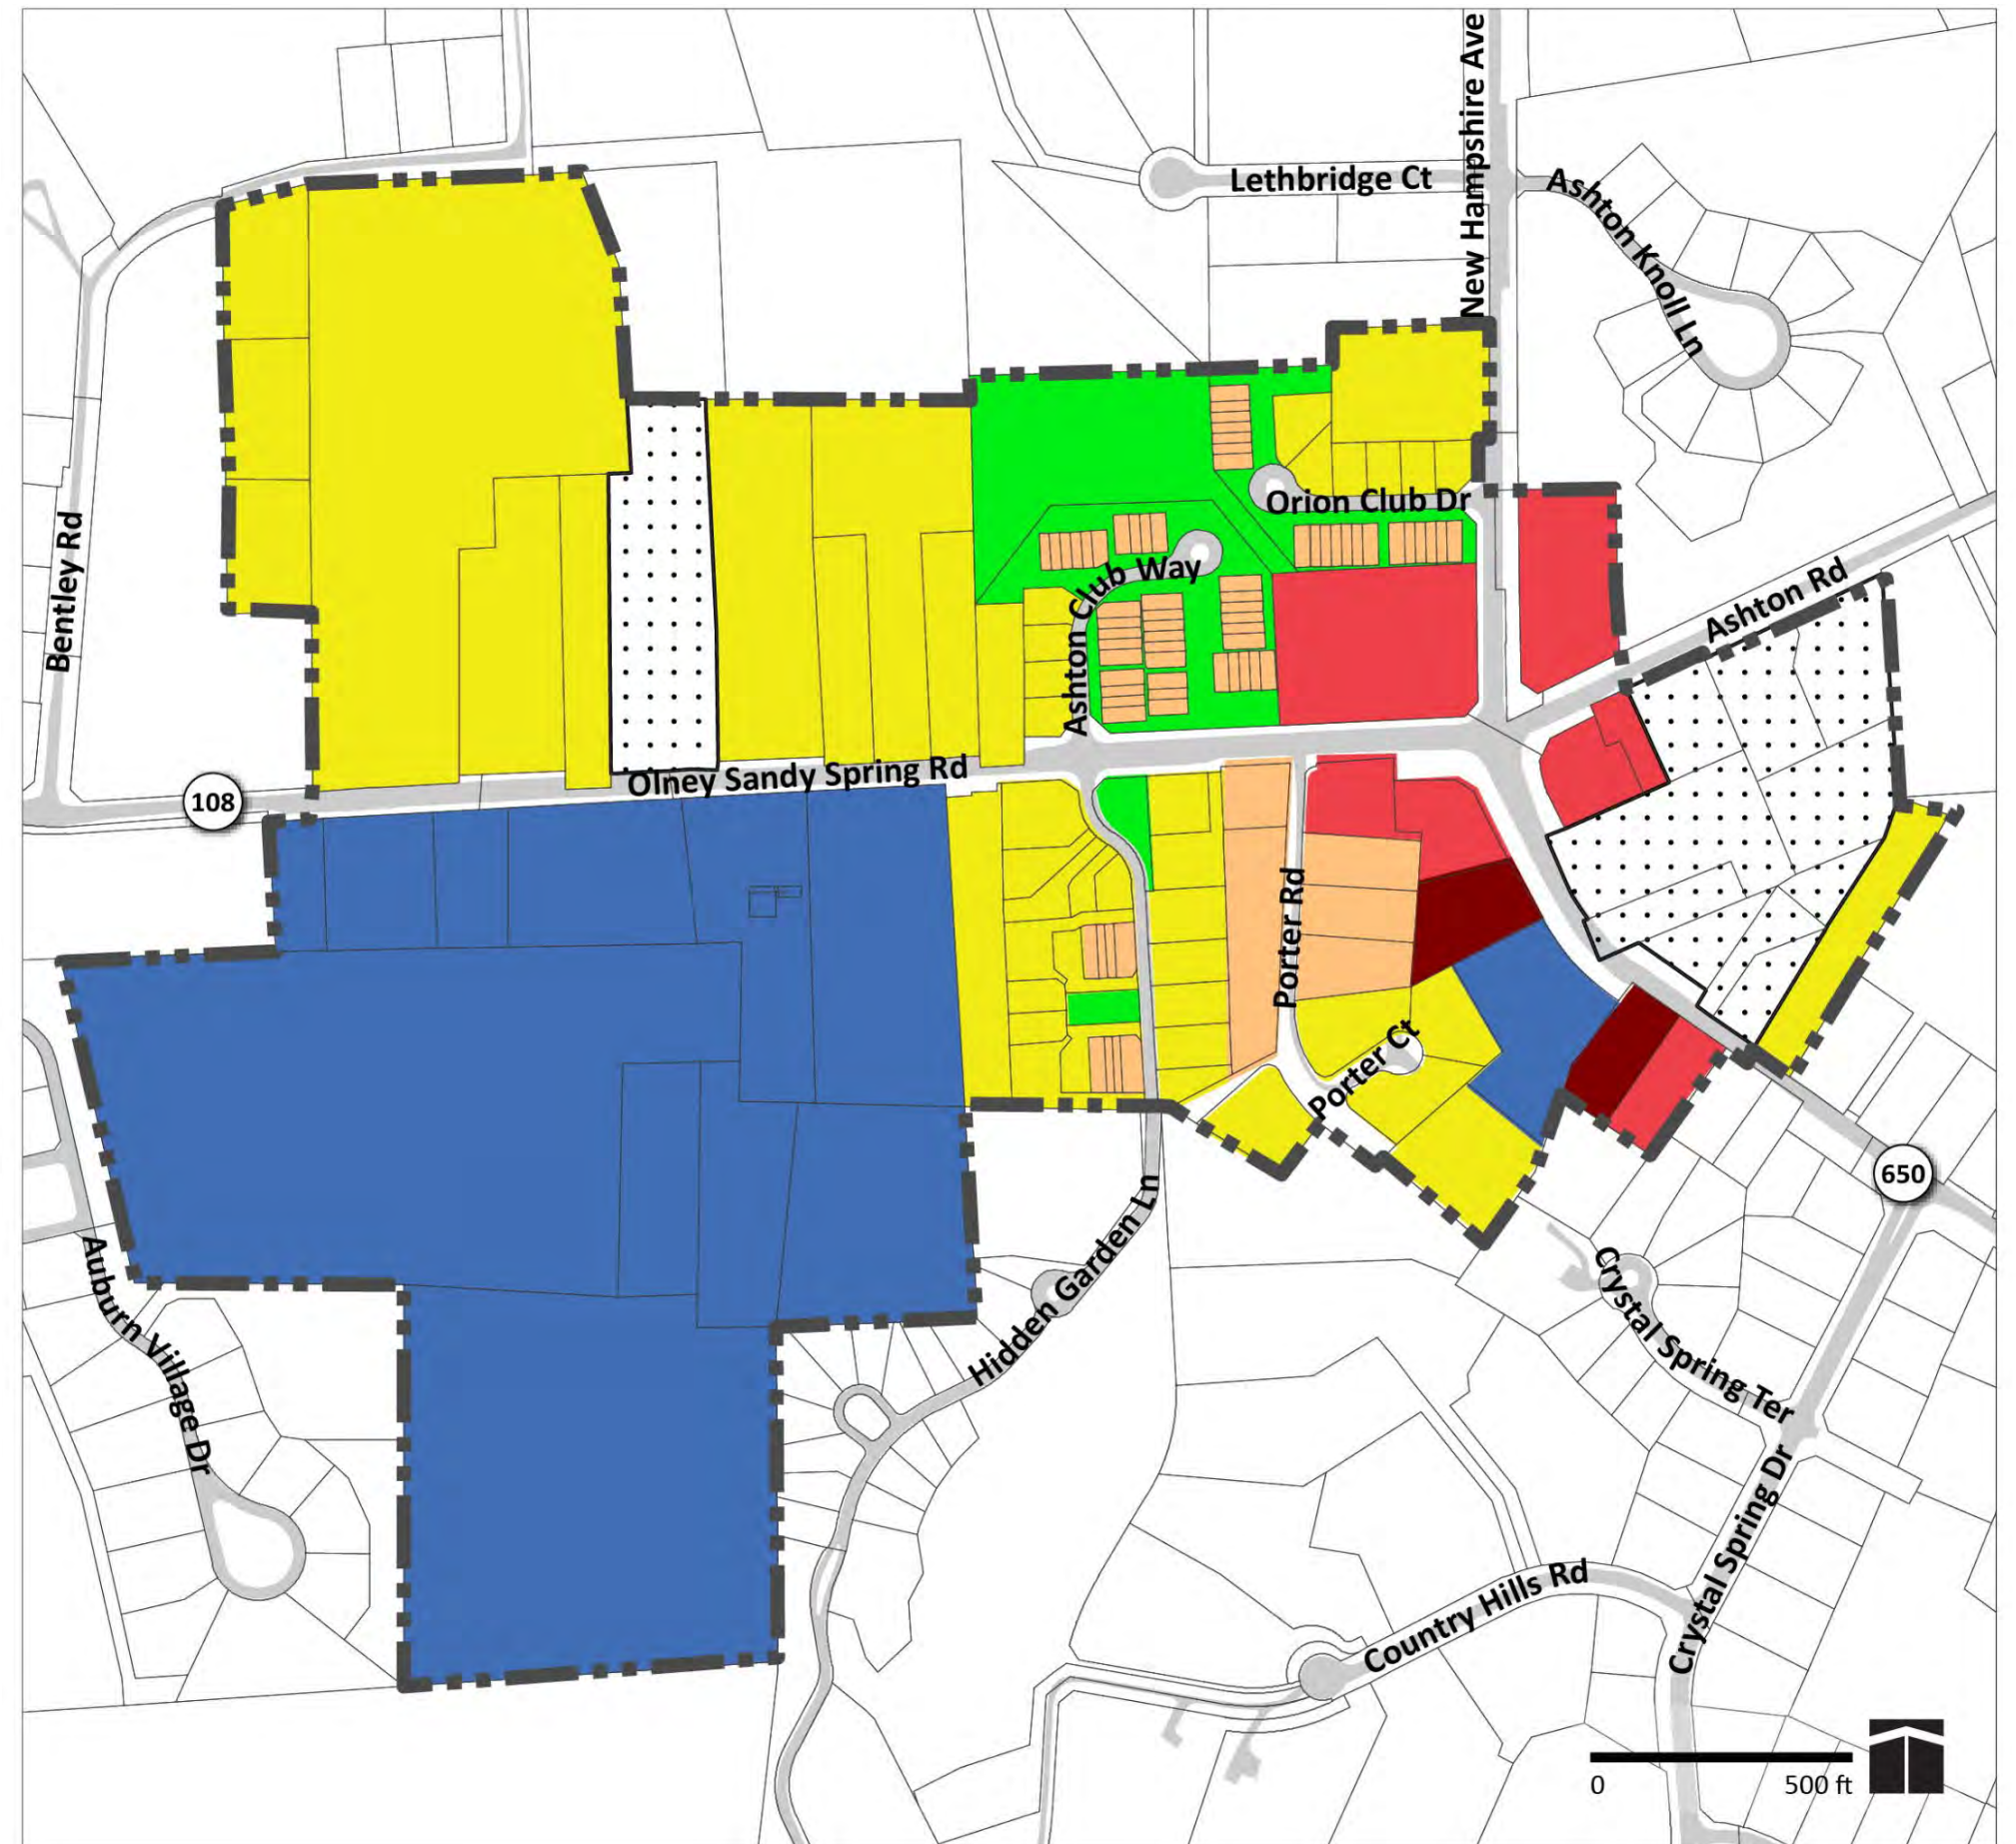 New Hampshire Ave
Lethbridge Ct
Ashton Knoll Ln
Orion Club Dr
Bentley Rd
Ashton Club Way
Ashton Rd
Olney Sandy Spring Rd
108
Porter Rd
Porter Ct
650
Hidden Garden Ln
Auburn Village Dr
Crystal Spring Ter
Crystal Spring Dr
Country Hills Rd
0 500 ft